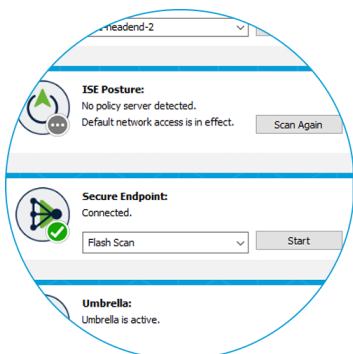 -headend-2
ISE Posture:
No policy server detected.
Default network access is in effect.
Scan Again
Secure Endpoint:
Connected.
Flash Scan
Start
Umbrella:
Umbrella is active.